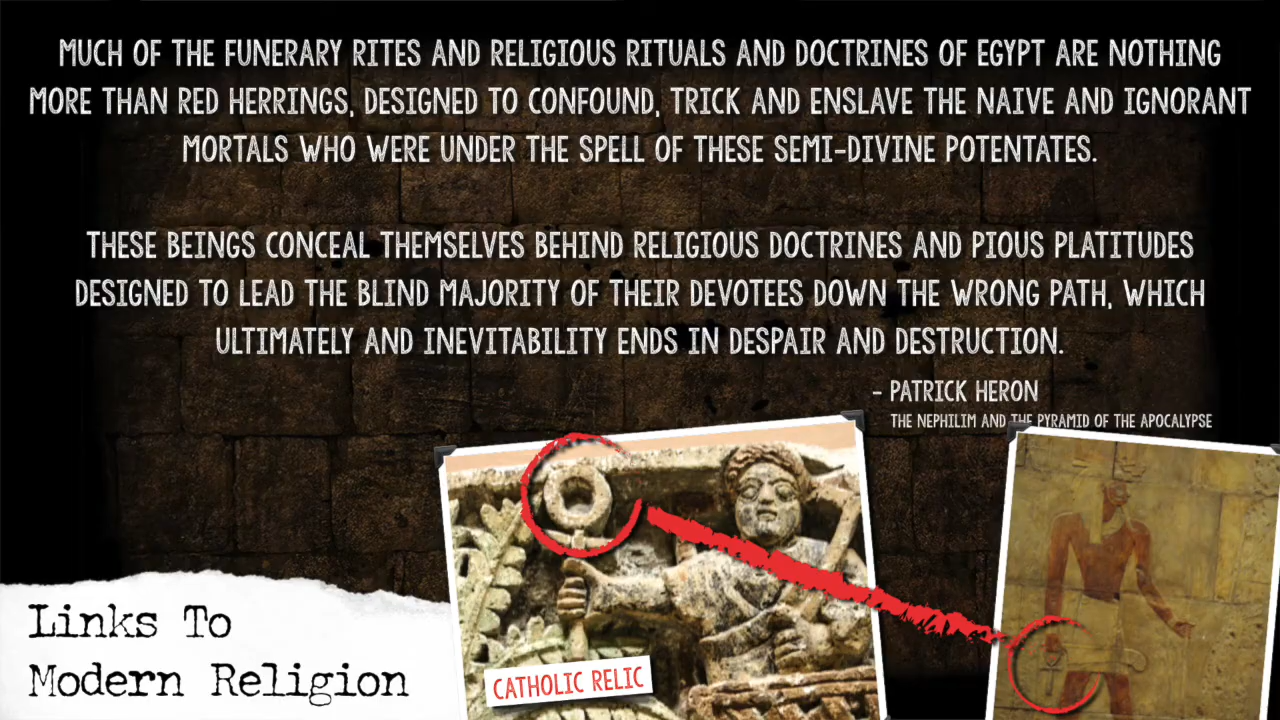 MUCH OF THE FUNERARY RITES AND RELIGIOUS RITUALS AND DOCTRINES OF EGYPT ARE NOTHING
MORE THAN RED HERRINGS, DESIGNED TO CONFOUND, TRICK AND ENSLAVE THE NAIVE AND IGNORANT
MORTALS WHO WERE UNDER THE SPELL OF THESE SEMI-DIVINE POTENTATES.
THESE BEINGS CONCEAL THEMSELVES BEHIND RELIGIOUS DOCTRINES AND PIOUS PLATITUDES
DESIGNED TO LEAD THE BLIND MAJORITY OF THEIR DEVOTEES DOWN THE WRONG PATH, WHICH
ULTIMATELY AND INEVITABILITY ENDS IN DESPAIR AND DESTRUCTION.
- PATRICK HERON
THE NEPHILIM AND THE PYRAMID OF THE APOCALYPSE
Links To
Modern Religion
CATHOLIC RELIC